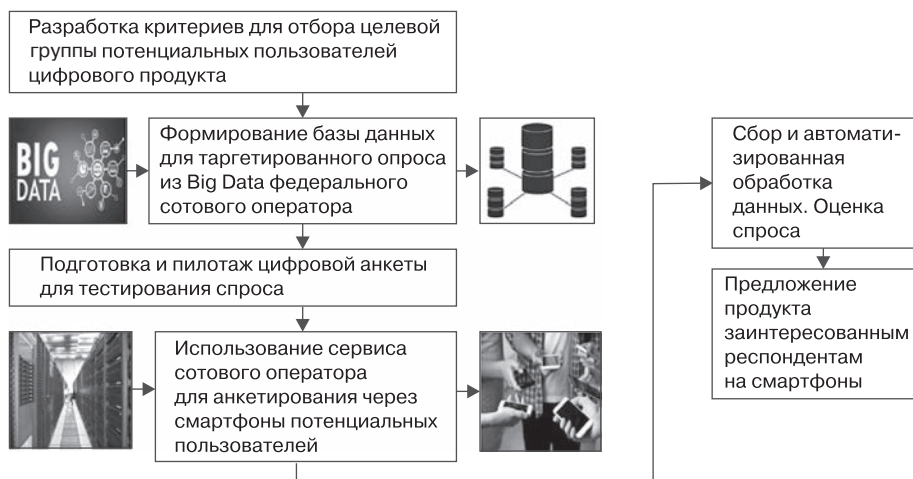 Разработка критериев для отбора целевой
группы потенциальных пользователей
цифрового продукта
BIG
DATA
Формирование базы данных
для таргетированного опроса
из Big Data федерального
сотового оператора
Подготовка и пилотаж цифровой анкеты
для тестирования спроса
Использование сервиса
сотового оператора
для анкетирования через
смартфоны потенциальных
пользователей
Сбор и автомати-
зированная
обработка
данных. Оценка
спроса
Предложение
продукта
заинтересованным
респондентам
на смартфоны